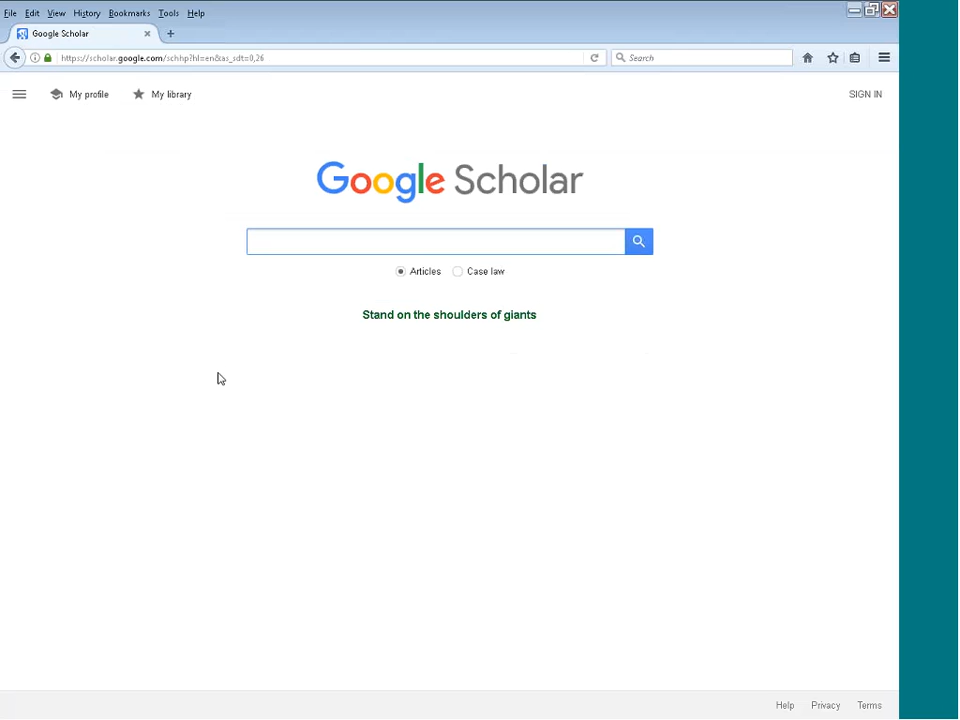 File Edit View History Bookmarks Tools Help
Google Scholar
https://scholar.google.com/schhp?hl=en&as_sdt=0,26
Search
My profile My library SIGN IN
Google Scholar
Articles Case law
Stand on the shoulders of giants
Help Privacy Terms